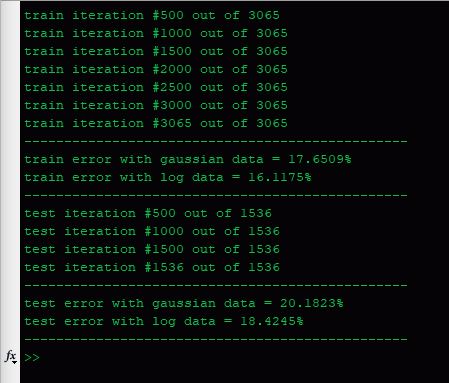 train iteration #500 out of 3065
train iteration #1000 out of 3065
train iteration #1500 out of 3065
train iteration #2000 out of 3065
train iteration #2500 out of 3065
train iteration #3000 out of 3065
train iteration #3065 out of 3065
------------------------------------------------
train error with gaussian data = 17.6509%
train error with log data = 16.1175%
------------------------------------------------
test iteration #500 out of 1536
test iteration #1000 out of 1536
test iteration #1500 out of 1536
test iteration #1536 out of 1536
------------------------------------------------
test error with gaussian data = 20.1823%
test error with log data = 18.4245%
------------------------------------------------
fx >>